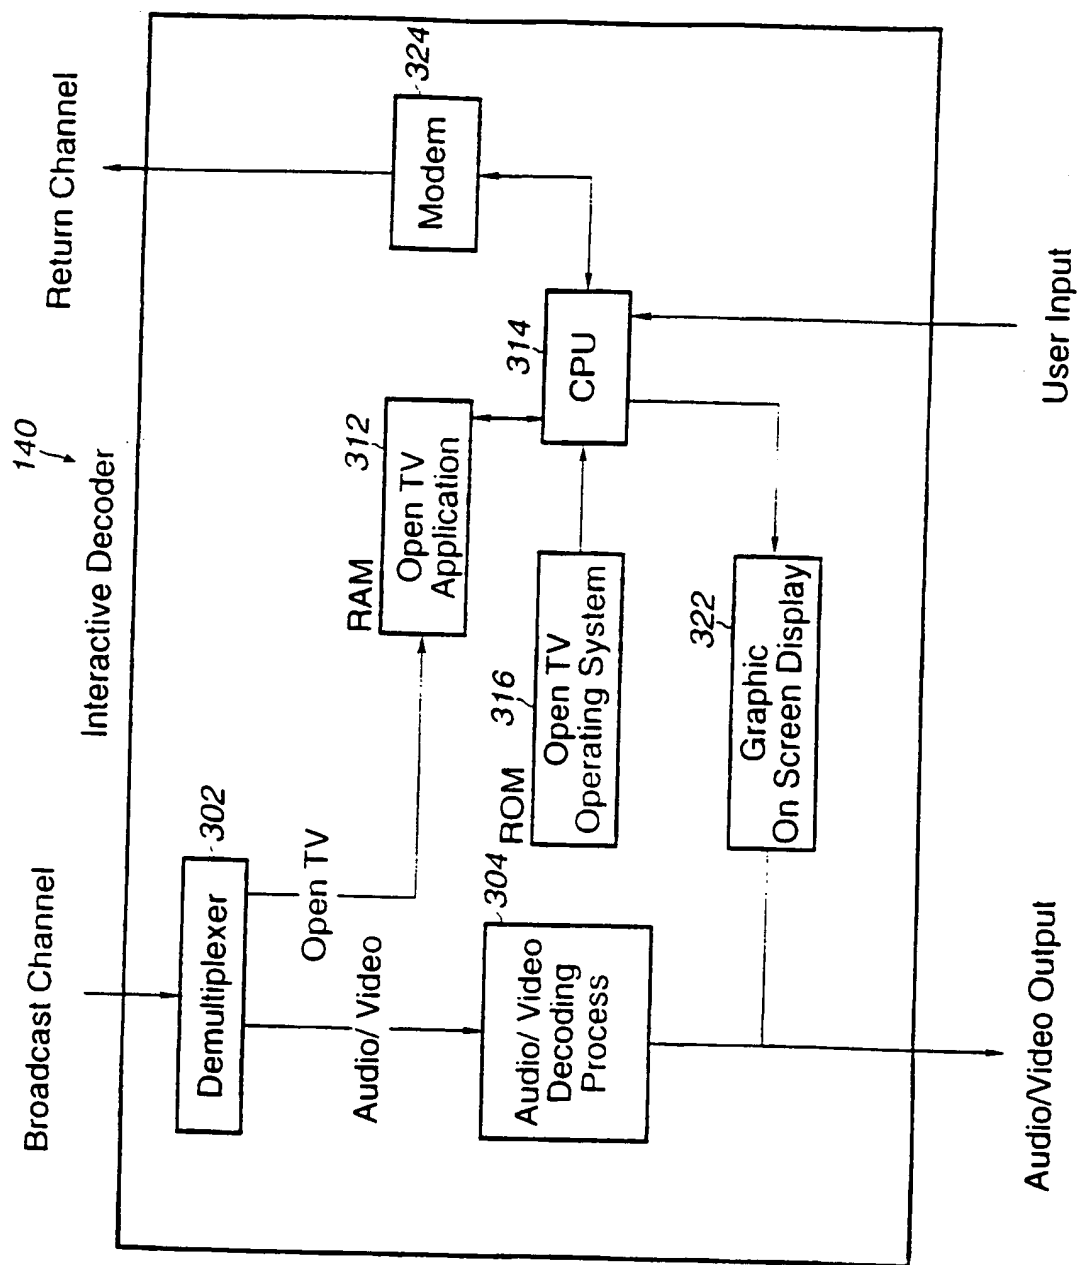 140
Broadcast Channel
Interactive Decoder
Return Channel
Demultiplexer
302
Open TV
Audio/ Video
RAM
312
Open TV
Application
Modem
324
304
Audio/ Video
Decoding
Process
ROM
316
Open TV
Operating System
314
CPU
322
Graphic
On Screen Display
Audio/Video Output
User Input